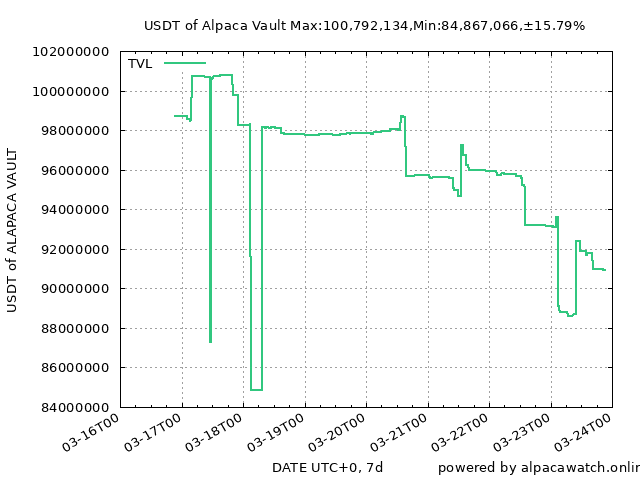 USDT of Alpaca Vault Max:100,792,134,Min:84,867,066,±15.79%
TVL
102000000
100000000
98000000
96000000
94000000
92000000
90000000
88000000
86000000
84000000
USDT of ALAPACA VAULT
03-16T00
03-17T00
03-18T00
03-19T00
03-20T00
03-21T00
03-22T00
03-23T00
03-24T00
DATE UTC+0, 7d
powered by alpacawatch.onlin